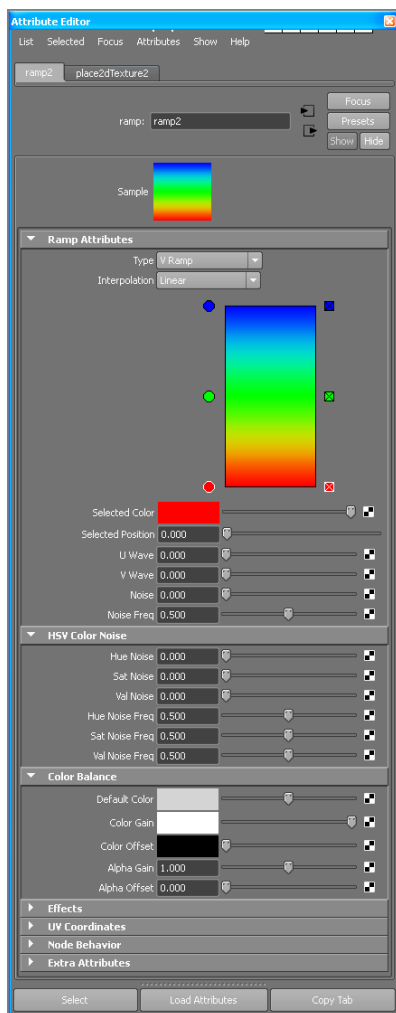 Attribute Editor
List Selected Focus Attributes Show Help
ramp2 place2dTexture2
Focus
ramp: ramp2
Presets
Show Hide
Sample
Ramp Attributes
Type V Ramp
Interpolation Linear
Selected Color
Selected Position 0.000
U Wave 0.000
V Wave 0.000
Noise 0.000
Noise Freq 0.500
HSV Color Noise
Hue Noise 0.000
Sat Noise 0.000
Val Noise 0.000
Hue Noise Freq 0.500
Sat Noise Freq 0.500
Val Noise Freq 0.500
Color Balance
Default Color
Color Gain
Color Offset
Alpha Gain 1.000
Alpha Offset 0.000
Effects
UV Coordinates
Node Behavior
Extra Attributes
Select Load Attributes Copy Tab